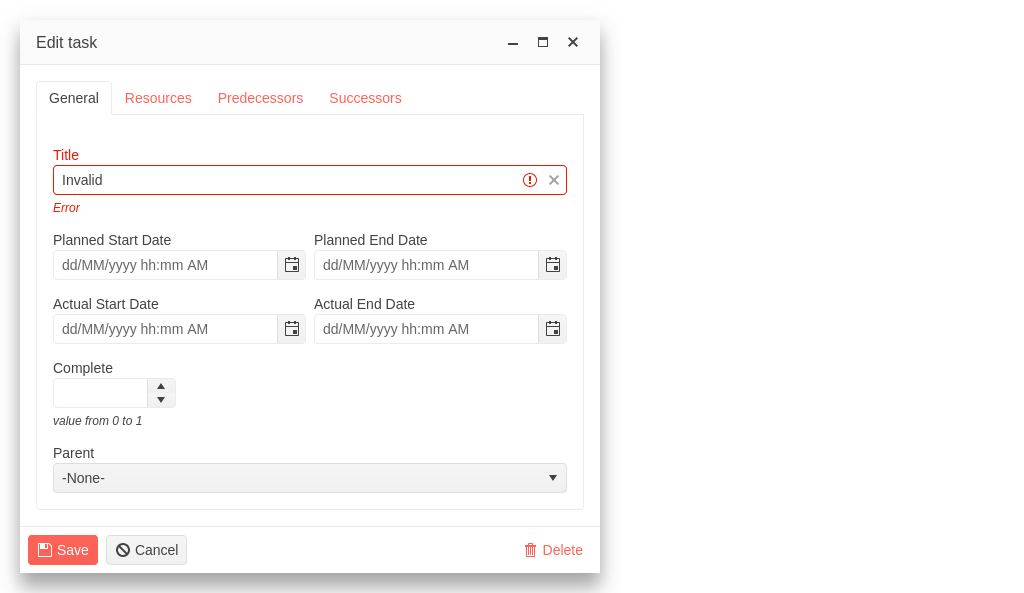 Edit task
General Resources Predecessors Successors
Title
Invalid
Error
Planned Start Date Planned End Date
dd/MM/yyyy hh:mm AM dd/MM/yyyy hh:mm AM
Actual Start Date Actual End Date
dd/MM/yyyy hh:mm AM dd/MM/yyyy hh:mm AM
Complete
value from 0 to 1
Parent
-None-
Save Cancel Delete